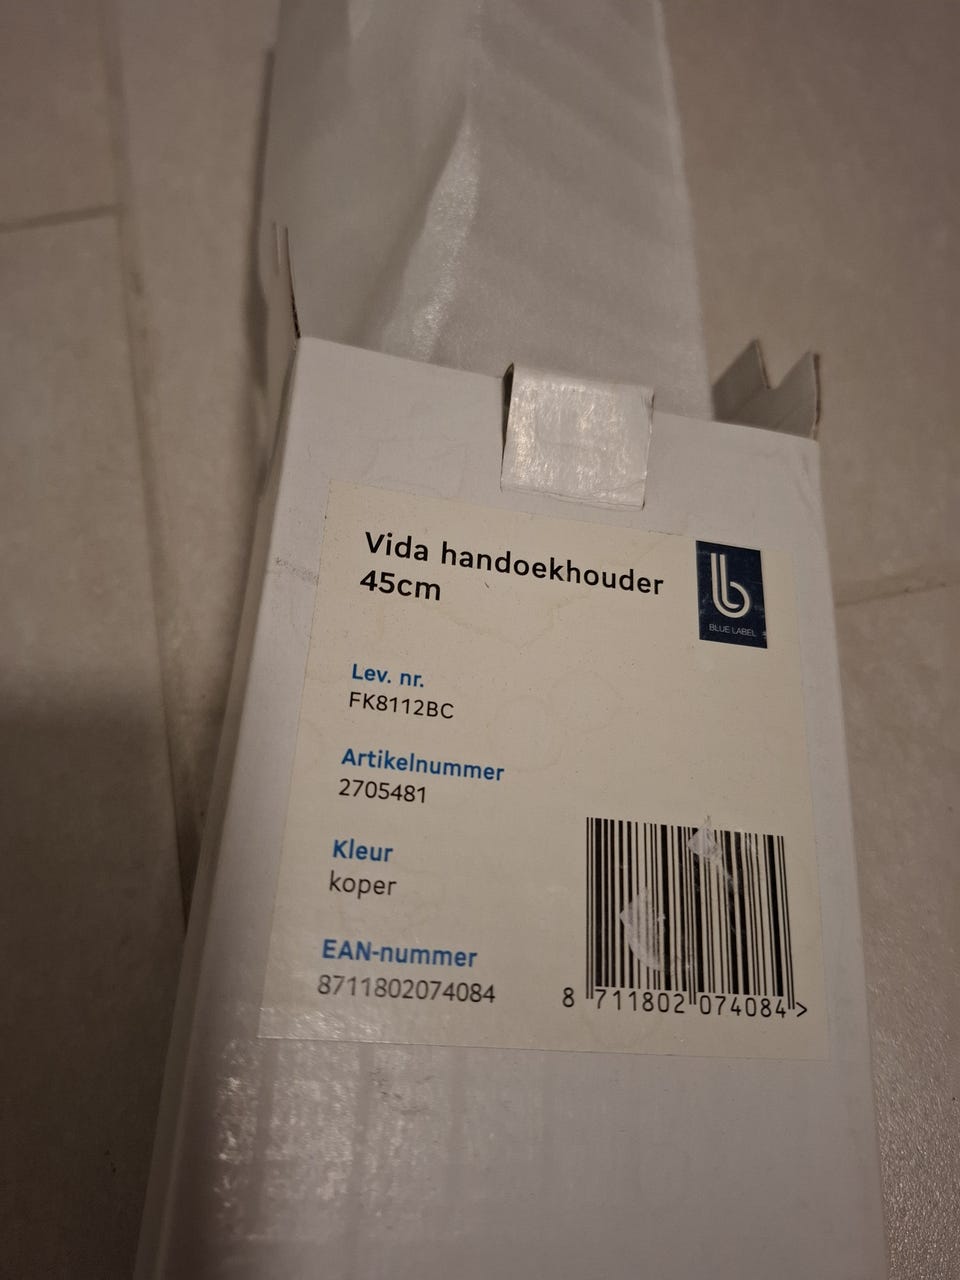 Vida handoekhouder
45cm
BLUE LABEL
Lev. nr.
FK8112BC
Artikelnummer
2705481
Kleur
koper
EAN-nummer
8711802074084
8 711802 074084 >